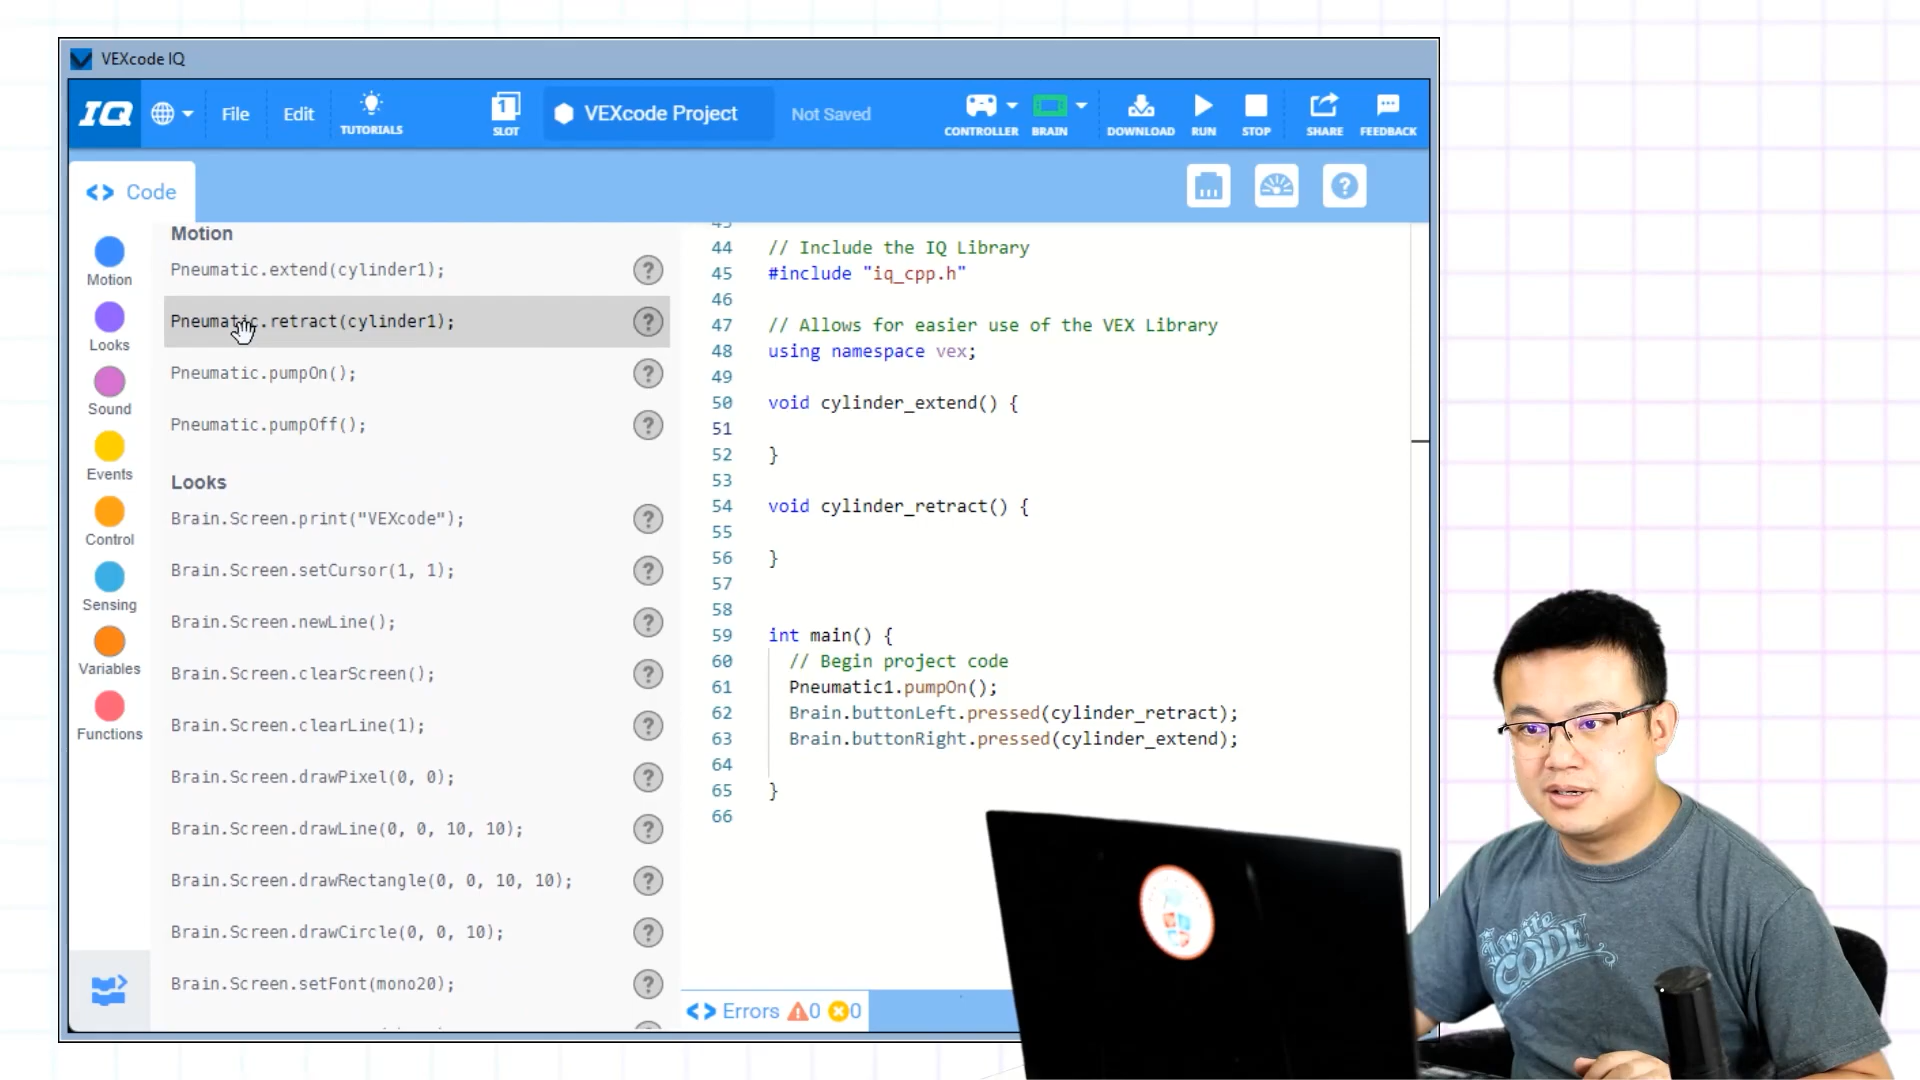 VEXcode IQ
IQ
File
Edit
TUTORIALS
1
SLOT
VEXcode Project
Not Saved
CONTROLLER
BRAIN
DOWNLOAD
RUN
STOP
SHARE
FEEDBACK
<> Code
Motion
Looks
Sound
Events
Control
Sensing
Variables
Functions
Motion
Pneumatic.extend(cylinder1);
Pneumatic.retract(cylinder1);
Pneumatic.pumpOn();
Pneumatic.pumpOff();
Looks
Brain.Screen.print("VEXcode");
Brain.Screen.setCursor(1, 1);
Brain.Screen.newLine();
Brain.Screen.clearScreen();
Brain.Screen.clearLine(1);
Brain.Screen.drawPixel(0, 0);
Brain.Screen.drawLine(0, 0, 10, 10);
Brain.Screen.drawRectangle(0, 0, 10, 10);
Brain.Screen.drawCircle(0, 0, 10);
Brain.Screen.setFont(mono20);
44 // Include the IQ Library
45 #include "iq_cpp.h"
46
47 // Allows for easier use of the VEX Library
48 using namespace vex;
49
50 void cylinder_extend() {
51
52 }
53
54 void cylinder_retract() {
55
56 }
57
58
59 int main() {
60 // Begin project code
61 Pneumatic1.pumpOn();
62 Brain.buttonLeft.pressed(cylinder_retract);
63 Brain.buttonRight.pressed(cylinder_extend);
64
65 }
66
<> Errors 0 0
write
CODE